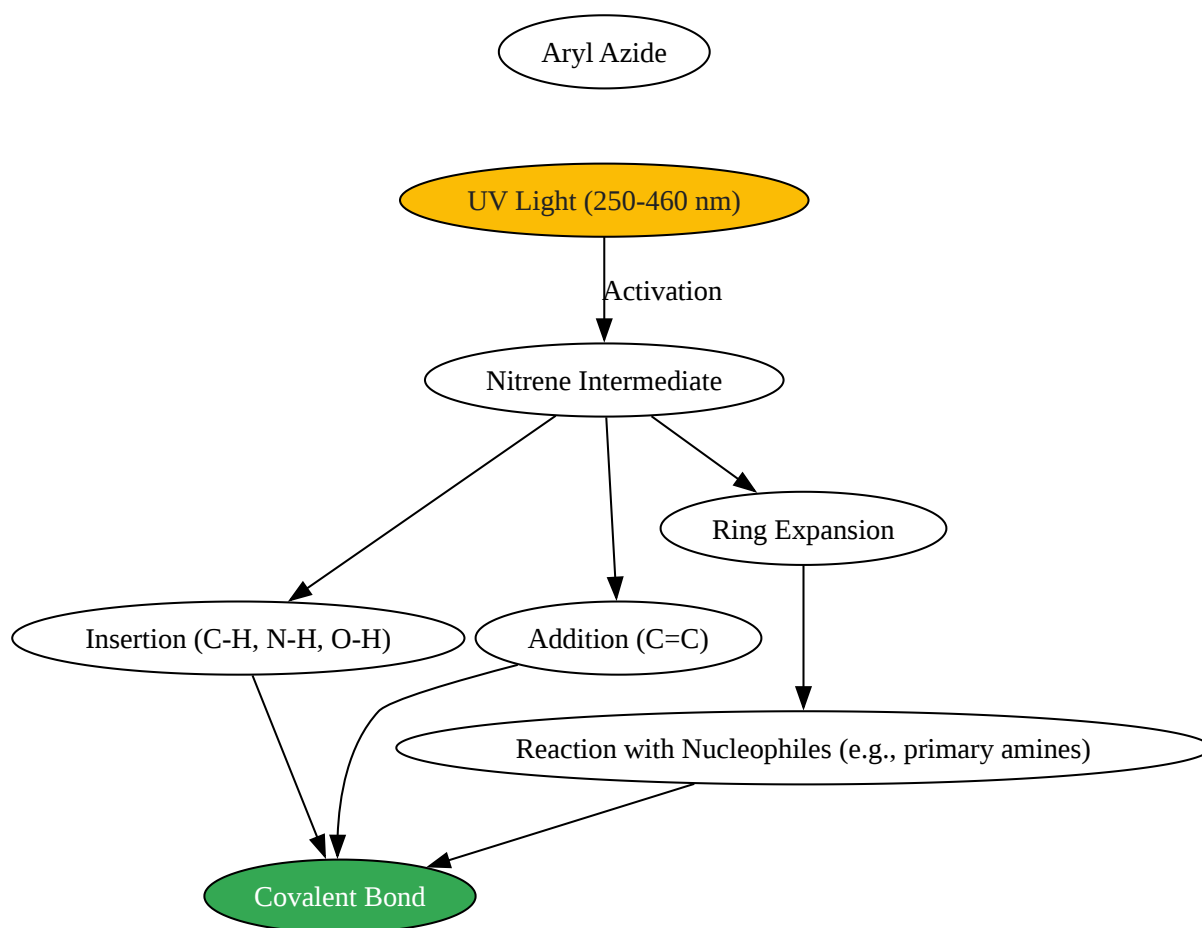 Aryl Azide
UV Light (250-460 nm)
Activation
Nitrene Intermediate
Ring Expansion
Insertion (C-H, N-H, O-H)
Addition (C=C)
Reaction with Nucleophiles (e.g., primary amines)
Covalent Bond